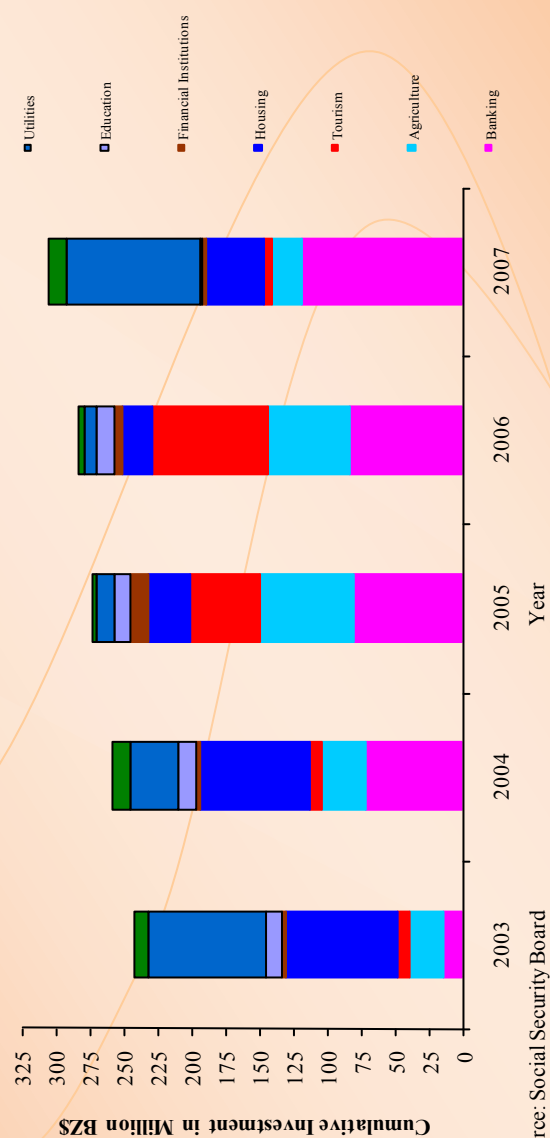 Utilities
Education
Financial Institutions
Housing
Tourism
Agriculture
Banking
Cumulative Investment in Million BZ$
325
300
275
250
225
200
175
150
125
100
75
50
25
0
2003
2004
2005
2006
2007
Year
rce: Social Security Board